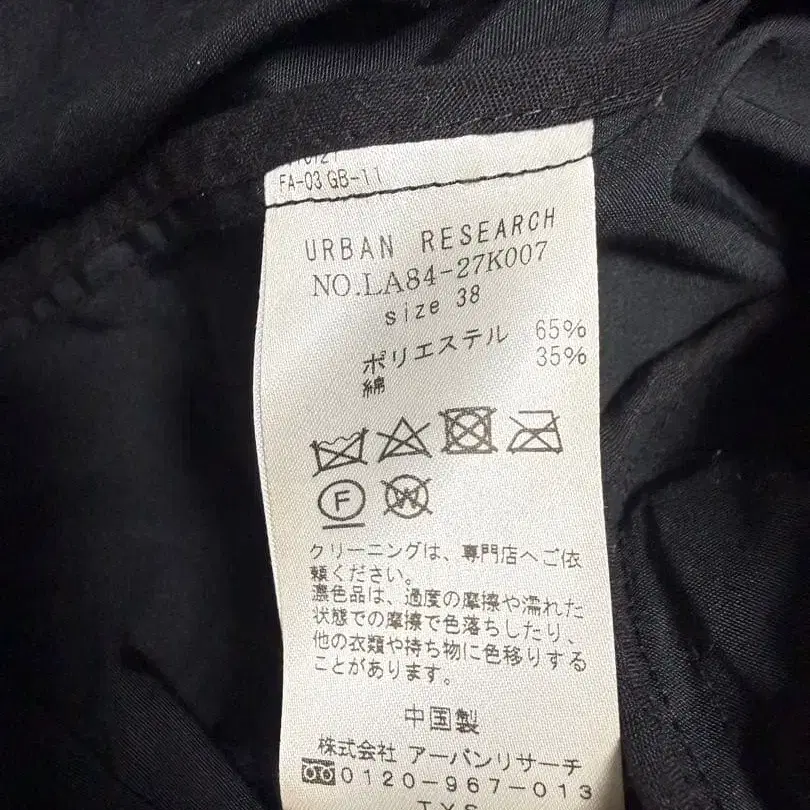 FA-03 GB-11
URBAN RESEARCH
NO.LA84-27K007
size 38
ポリエステル 65%
綿 35%
F
W
クリーニングは、専門店へご依
頼ください。
濃色品は、過度の摩擦や濡れた
状態での摩擦で色落ちしたり、
他の衣類や持ち物に色移りする
ことがあります。
中国製
株式会社 アーバンリサーチ
0120-967-013